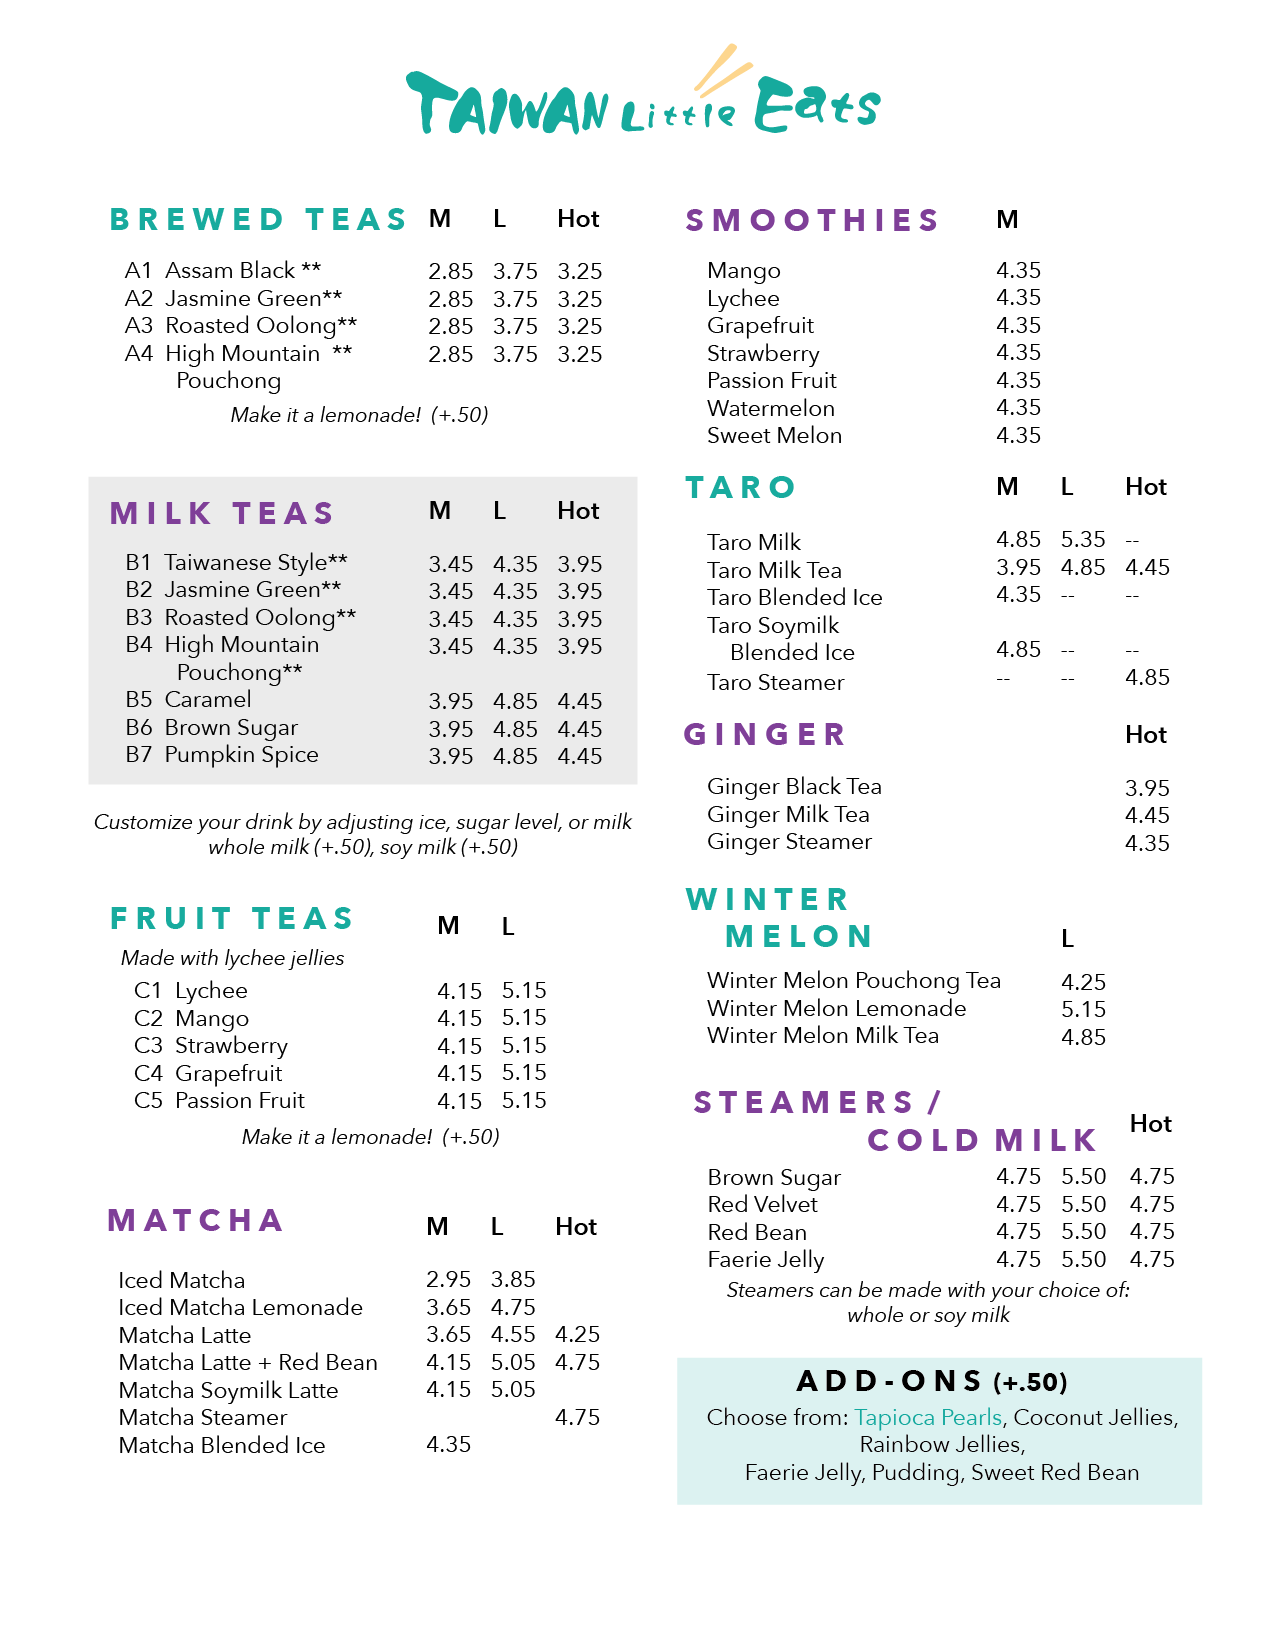 TAIWAN Little Eats
BREWED TEAS M L Hot
A1 Assam Black ** 2.85 3.75 3.25
A2 Jasmine Green** 2.85 3.75 3.25
A3 Roasted Oolong** 2.85 3.75 3.25
A4 High Mountain ** 2.85 3.75 3.25
Pouchong
Make it a lemonade! (+.50)
MILK TEAS M L Hot
B1 Taiwanese Style** 3.45 4.35 3.95
B2 Jasmine Green** 3.45 4.35 3.95
B3 Roasted Oolong** 3.45 4.35 3.95
B4 High Mountain 3.45 4.35 3.95
Pouchong**
B5 Caramel 3.95 4.85 4.45
B6 Brown Sugar 3.95 4.85 4.45
B7 Pumpkin Spice 3.95 4.85 4.45
Customize your drink by adjusting ice, sugar level, or milk
whole milk (+.50), soy milk (+.50)
FRUIT TEAS M L
Made with lychee jellies
C1 Lychee 4.15 5.15
C2 Mango 4.15 5.15
C3 Strawberry 4.15 5.15
C4 Grapefruit 4.15 5.15
C5 Passion Fruit 4.15 5.15
Make it a lemonade! (+.50)
MATCHA M L Hot
Iced Matcha 2.95 3.85
Iced Matcha Lemonade 3.65 4.75
Matcha Latte 3.65 4.55 4.25
Matcha Latte + Red Bean 4.15 5.05 4.75
Matcha Soymilk Latte 4.15 5.05
Matcha Steamer 4.75
Matcha Blended Ice 4.35
SMOOTHIES M
Mango 4.35
Lychee 4.35
Grapefruit 4.35
Strawberry 4.35
Passion Fruit 4.35
Watermelon 4.35
Sweet Melon 4.35
TARO M L Hot
Taro Milk 4.85 5.35 --
Taro Milk Tea 3.95 4.85 4.45
Taro Blended Ice 4.35 -- --
Taro Soymilk
Blended Ice 4.85 -- --
Taro Steamer -- -- 4.85
GINGER Hot
Ginger Black Tea 3.95
Ginger Milk Tea 4.45
Ginger Steamer 4.35
WINTER
MELON L
Winter Melon Pouchong Tea 4.25
Winter Melon Lemonade 5.15
Winter Melon Milk Tea 4.85
STEAMERS /
COLD MILK Hot
Brown Sugar 4.75 5.50 4.75
Red Velvet 4.75 5.50 4.75
Red Bean 4.75 5.50 4.75
Faerie Jelly 4.75 5.50 4.75
Steamers can be made with your choice of:
whole or soy milk
ADD-ONS (+.50)
Choose from: Tapioca Pearls, Coconut Jellies,
Rainbow Jellies,
Faerie Jelly, Pudding, Sweet Red Bean